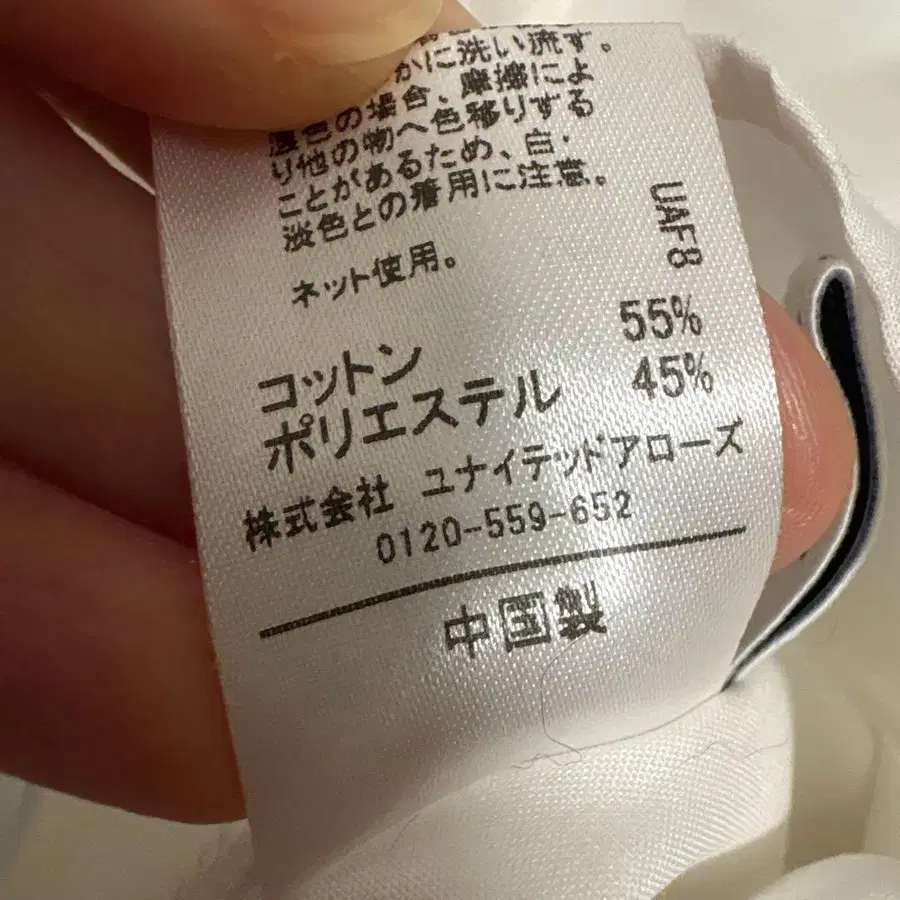 かに洗い流す。
濃色の場合、摩擦によ
り他の物へ色移りする
ことがあるため、白・
淡色との着用に注意。
ネット使用。
UAF8
コットン 55%
ポリエステル 45%
株式会社 ユナイテッドアローズ
0120-559-652
中国製